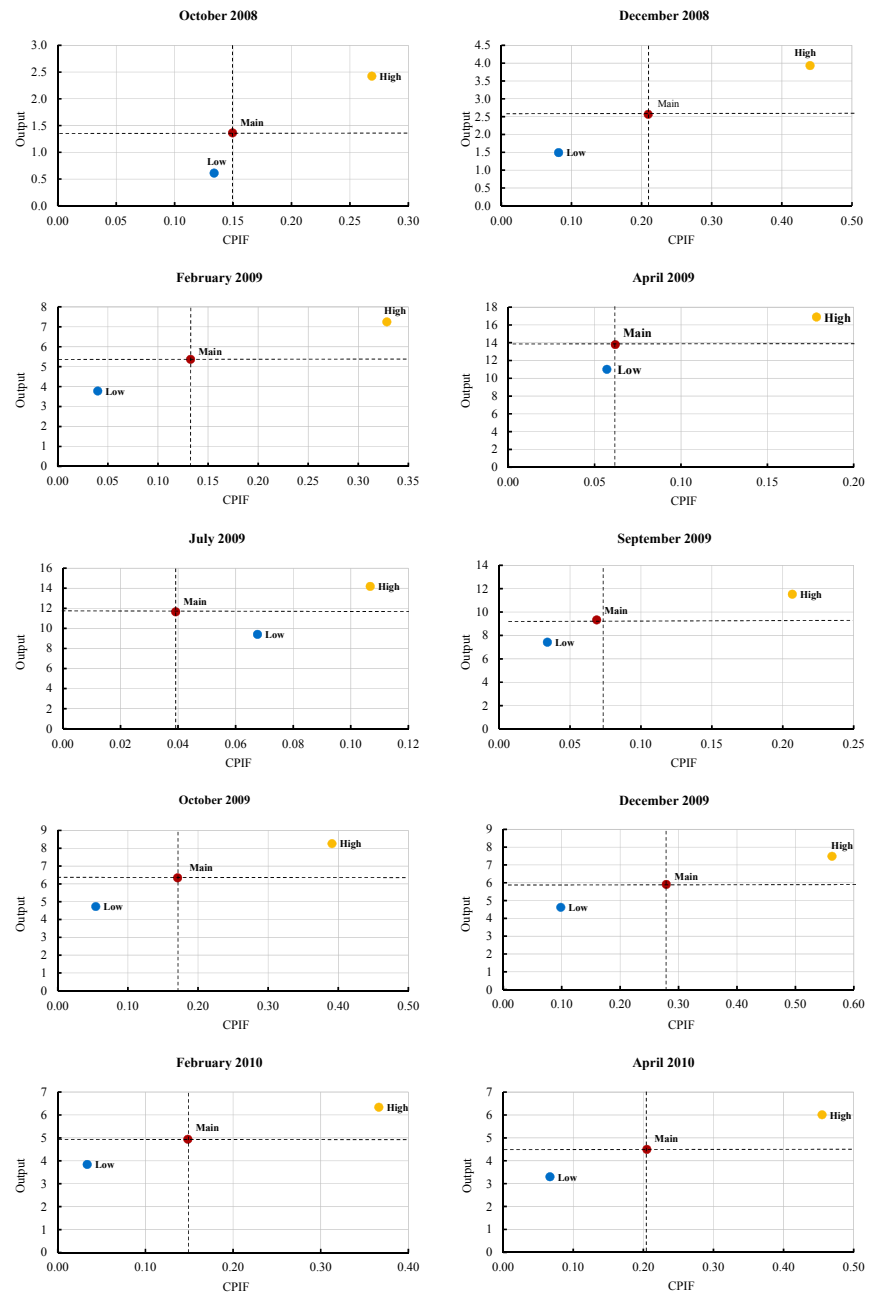 October 2008
3.0
2.5
2.0
1.5
1.0
0.5
0.0
Output
High
Main
Low
0.00 0.05 0.10 0.15 0.20 0.25 0.30
CPIF
December 2008
4.5
4.0
3.5
3.0
2.5
2.0
1.5
1.0
0.5
0.0
Output
High
Main
Low
0.00 0.10 0.20 0.30 0.40 0.50
CPIF
February 2009
8
7
6
5
4
3
2
1
0
Output
High
Main
Low
0.00 0.05 0.10 0.15 0.20 0.25 0.30 0.35
CPIF
April 2009
18
16
14
12
10
8
6
4
2
0
Output
High
Main
Low
0.00 0.05 0.10 0.15 0.20
CPIF
July 2009
16
14
12
10
8
6
4
2
0
Output
High
Main
Low
0.00 0.02 0.04 0.06 0.08 0.10 0.12
CPIF
September 2009
14
12
10
8
6
4
2
0
Output
High
Main
Low
0.00 0.05 0.10 0.15 0.20 0.25
CPIF
October 2009
9
8
7
6
5
4
3
2
1
0
Output
High
Main
Low
0.00 0.10 0.20 0.30 0.40 0.50
CPIF
December 2009
9
8
7
6
5
4
3
2
1
0
Output
High
Main
Low
0.00 0.10 0.20 0.30 0.40 0.50 0.60
CPIF
February 2010
7
6
5
4
3
2
1
0
Output
High
Main
Low
0.00 0.10 0.20 0.30 0.40
CPIF
April 2010
7
6
5
4
3
2
1
0
Output
High
Main
Low
0.00 0.10 0.20 0.30 0.40 0.50
CPIF